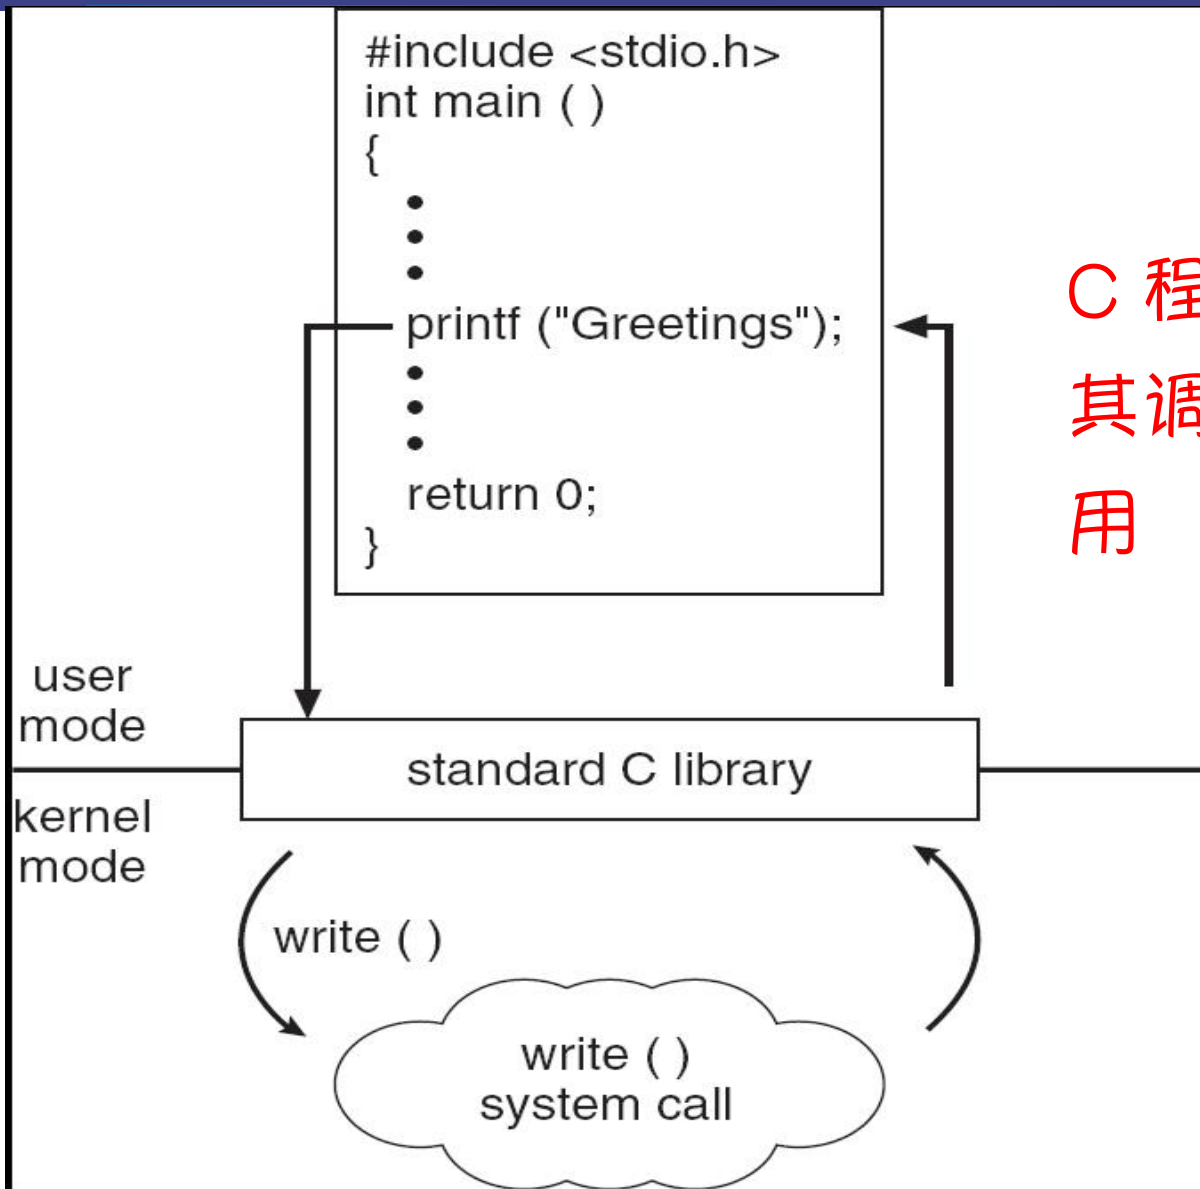 #include <stdio.h>
int main ( )
{
•
•
•
printf ("Greetings");
•
•
•
return 0;
}
C 程
其调
用
user
mode
standard C library
kernel
mode
write ( )
write ( )
system call